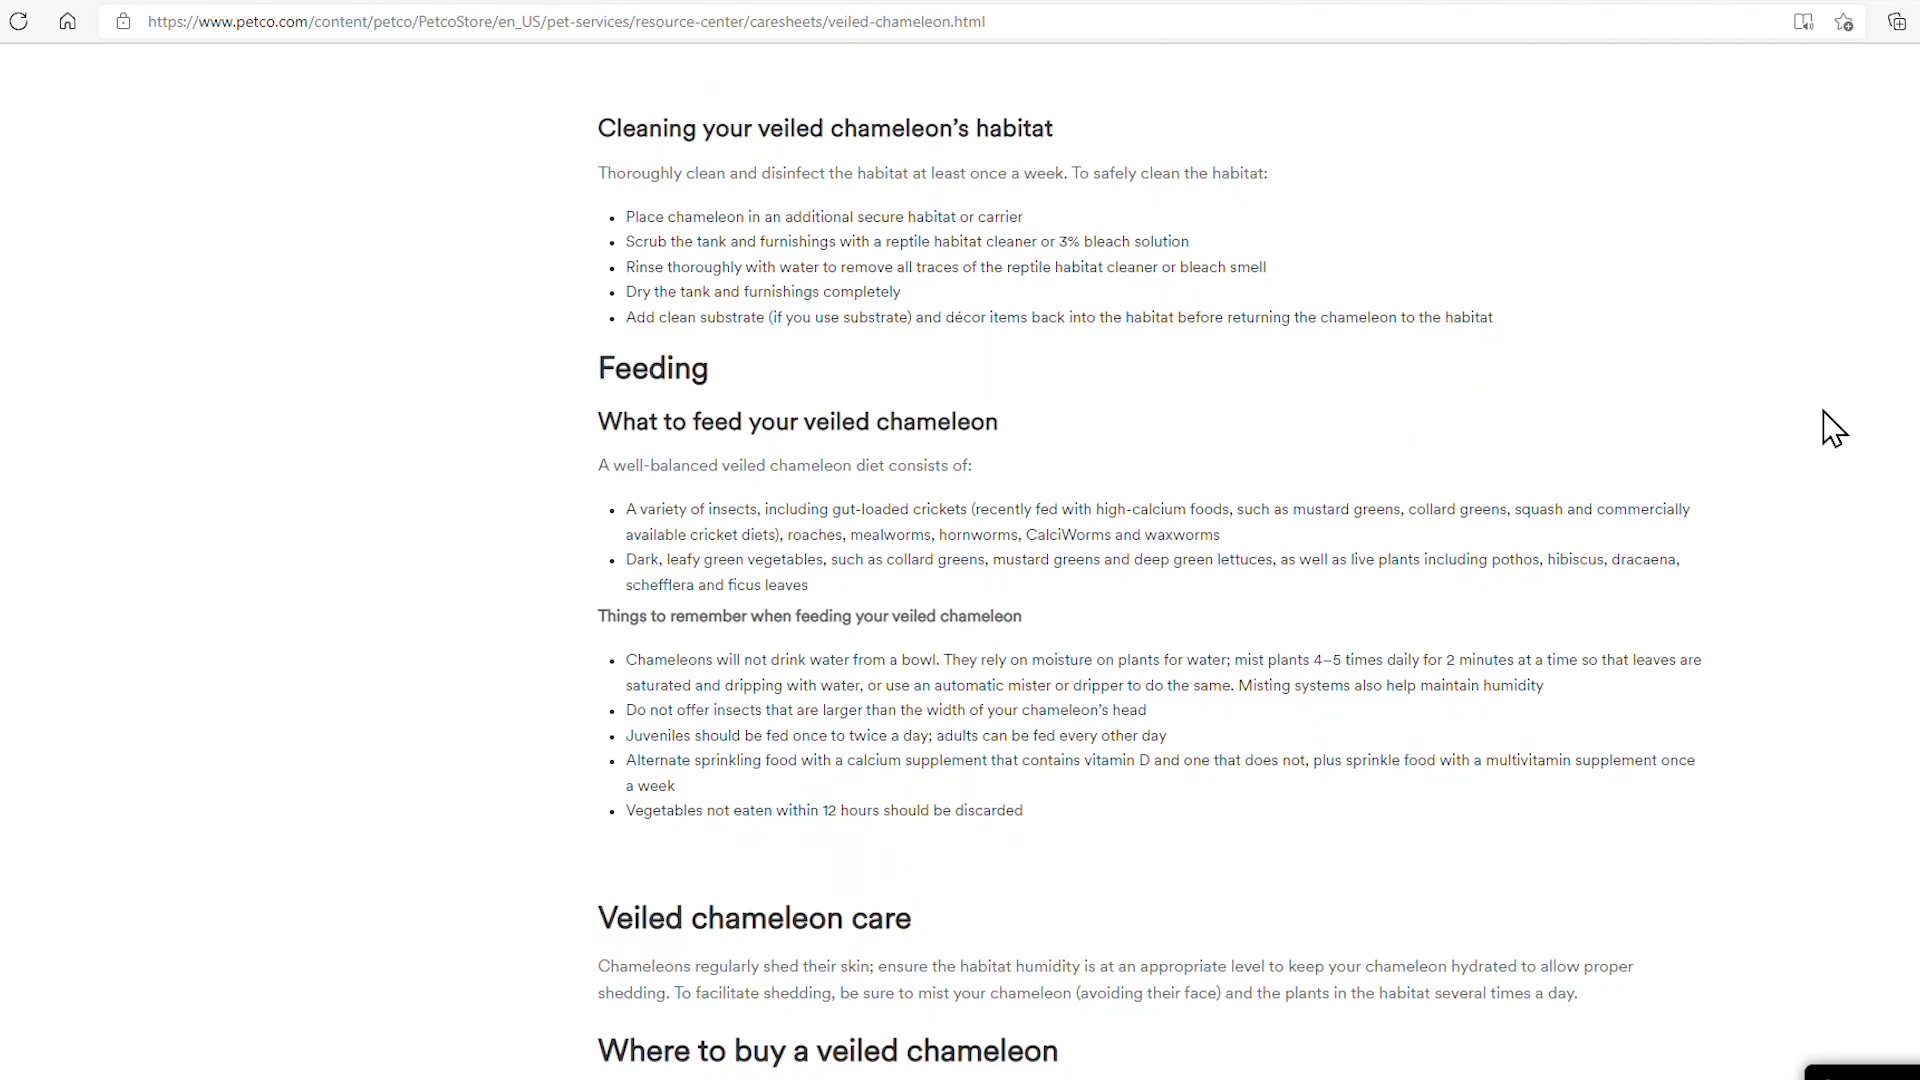 https://www.petco.com/content/petco/PetcoStore/en_US/pet-services/resource-center/caresheets/veiled-chameleon.html
Cleaning your veiled chameleon’s habitat
Thoroughly clean and disinfect the habitat at least once a week. To safely clean the habitat:
• Place chameleon in an additional secure habitat or carrier
• Scrub the tank and furnishings with a reptile habitat cleaner or 3% bleach solution
• Rinse thoroughly with water to remove all traces of the reptile habitat cleaner or bleach smell
• Dry the tank and furnishings completely
• Add clean substrate (if you use substrate) and décor items back into the habitat before returning the chameleon to the habitat
Feeding
What to feed your veiled chameleon
A well-balanced veiled chameleon diet consists of:
• A variety of insects, including gut-loaded crickets (recently fed with high-calcium foods, such as mustard greens, collard greens, squash and commercially
available cricket diets), roaches, mealworms, hornworms, CalciWorms and waxworms
• Dark, leafy green vegetables, such as collard greens, mustard greens and deep green lettuces, as well as live plants including pothos, hibiscus, dracaena,
schefflera and ficus leaves
Things to remember when feeding your veiled chameleon
• Chameleons will not drink water from a bowl. They rely on moisture on plants for water; mist plants 4–5 times daily for 2 minutes at a time so that leaves are
saturated and dripping with water, or use an automatic mister or dripper to do the same. Misting systems also help maintain humidity
• Do not offer insects that are larger than the width of your chameleon’s head
• Juveniles should be fed once to twice a day; adults can be fed every other day
• Alternate sprinkling food with a calcium supplement that contains vitamin D and one that does not, plus sprinkle food with a multivitamin supplement once
a week
• Vegetables not eaten within 12 hours should be discarded
Veiled chameleon care
Chameleons regularly shed their skin; ensure the habitat humidity is at an appropriate level to keep your chameleon hydrated to allow proper
shedding. To facilitate shedding, be sure to mist your chameleon (avoiding their face) and the plants in the habitat several times a day.
Where to buy a veiled chameleon